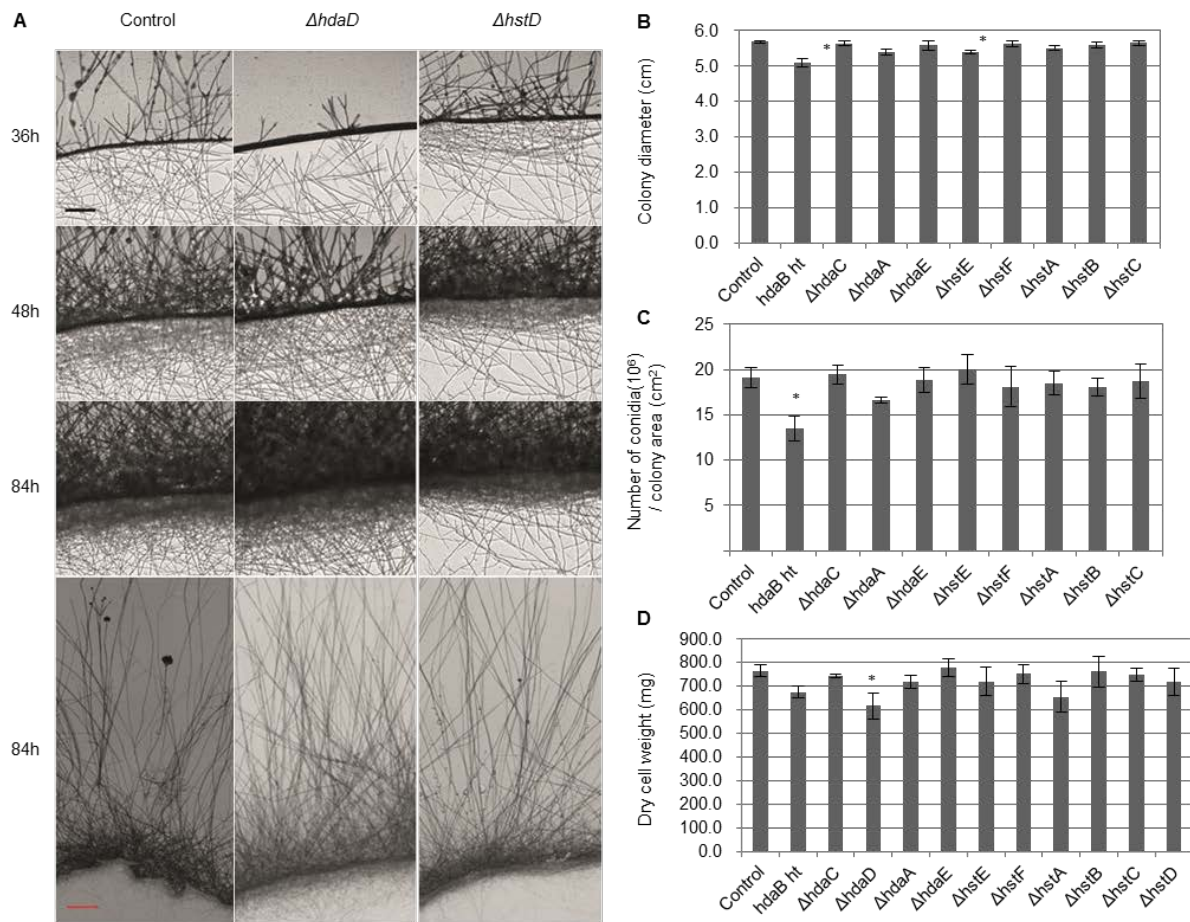 A
Control
ΔhdaD
ΔhstD
36h
48h
84h
84h
B
Colony diameter (cm)
6.0
5.0
4.0
3.0
2.0
1.0
0.0
*
*
Control
hdaB ht
ΔhdaC
ΔhdaA
ΔhdaE
ΔhstE
ΔhstF
ΔhstA
ΔhstB
ΔhstC
C
Number of conidia(10⁶)
/ colony area (cm²)
25
20
15
10
5
*
Control
hdaB ht
ΔhdaC
ΔhdaA
ΔhdaE
ΔhstE
ΔhstF
ΔhstA
ΔhstB
ΔhstC
D
Dry cell weight (mg)
900.0
800.0
700.0
600.0
500.0
400.0
300.0
200.0
100.0
0.0
*
Control
hdaB ht
ΔhdaC
ΔhdaD
ΔhdaA
ΔhdaE
ΔhstE
ΔhstF
ΔhstA
ΔhstB
ΔhstC
ΔhstD